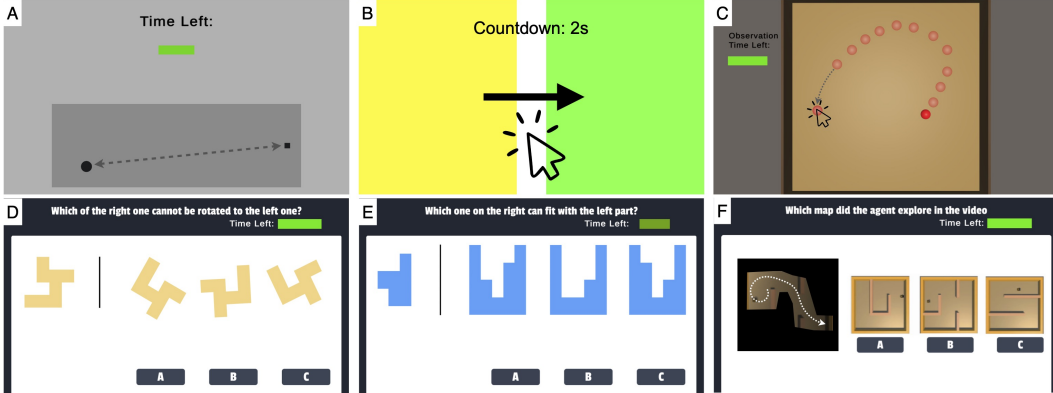 A
Time Left:
B
Countdown: 2s
C
Observation
Time Left:
D
Which of the right one cannot be rotated to the left one?
Time Left:
A B C
E
Which one on the right can fit with the left part?
Time Left:
A B C
F
Which map did the agent explore in the video
Time Left:
A B C